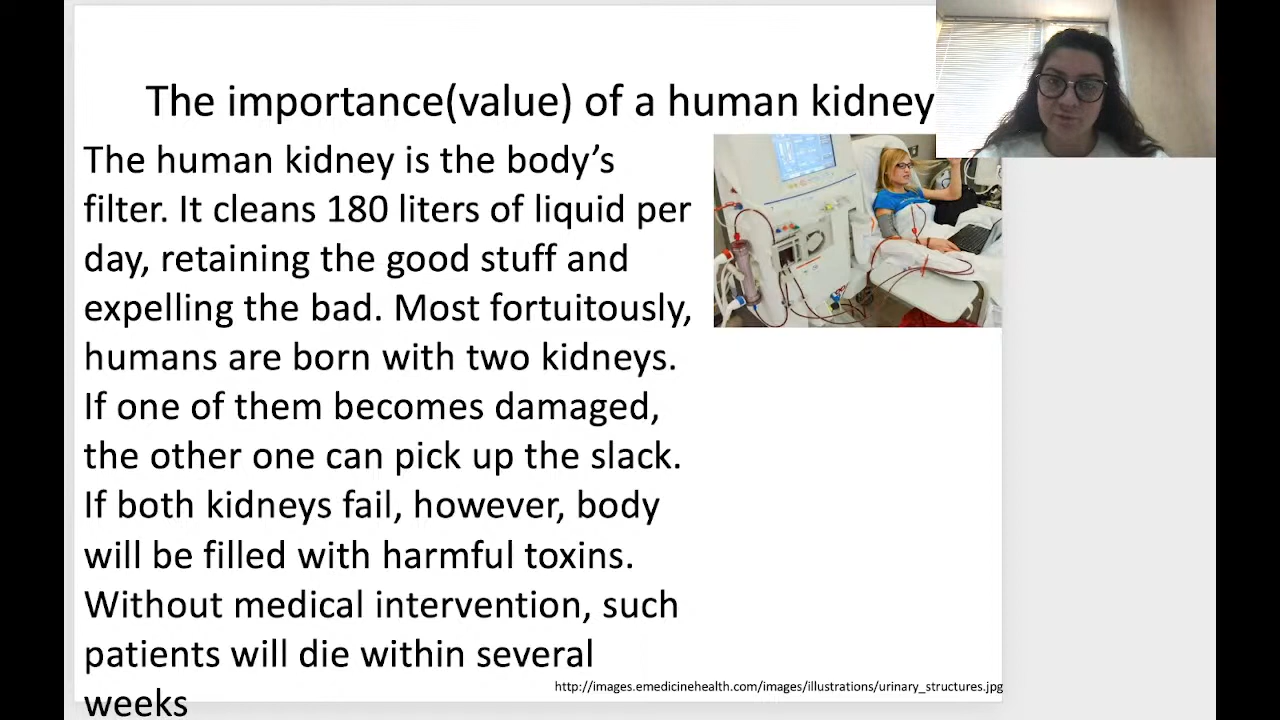 The importance(value) of a human kidney
The human kidney is the body’s
filter. It cleans 180 liters of liquid per
day, retaining the good stuff and
expelling the bad. Most fortuitously,
humans are born with two kidneys.
If one of them becomes damaged,
the other one can pick up the slack.
If both kidneys fail, however, body
will be filled with harmful toxins.
Without medical intervention, such
patients will die within several
weeks
http://images.emedicinehealth.com/images/illustrations/urinary_structures.jpg